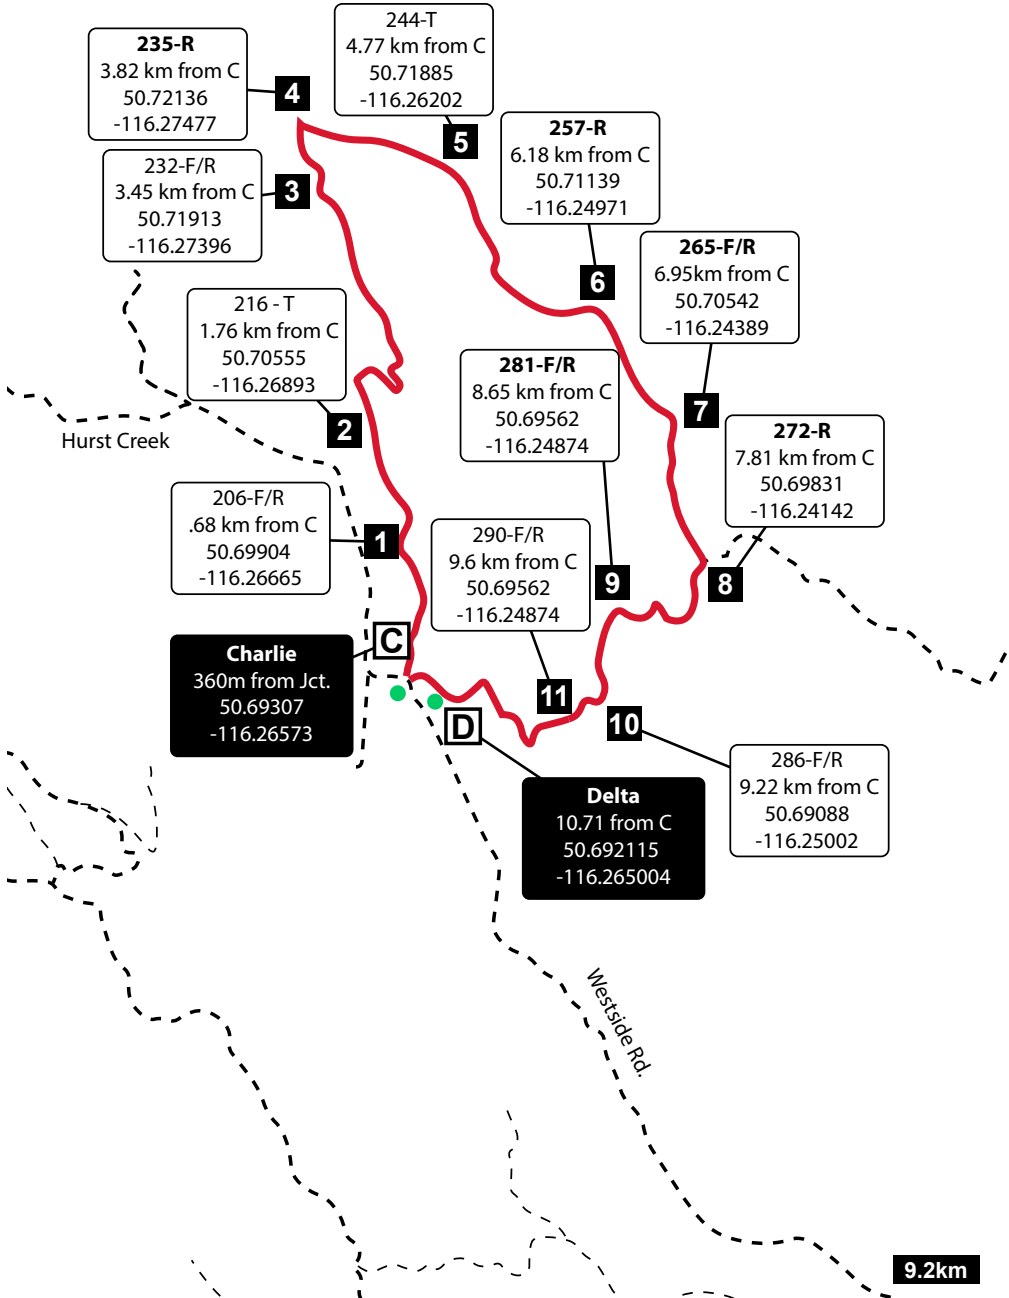 244-T
4.77 km from C
50.71885
-116.26202
235-R
3.82 km from C
50.72136
-116.27477
4
5
257-R
6.18 km from C
50.71139
-116.24971
232-F/R
3.45 km from C
50.71913
-116.27396
3
265-F/R
6.95km from C
50.70542
-116.24389
6
216 - T
1.76 km from C
50.70555
-116.26893
281-F/R
8.65 km from C
50.69562
-116.24874
7
2
Hurst Creek
272-R
7.81 km from C
50.69831
-116.24142
206-F/R
.68 km from C
50.69904
-116.26665
1
290-F/R
9.6 km from C
50.69562
-116.24874
9
8
C
Charlie
360m from Jct.
50.69307
-116.26573
11
D
10
286-F/R
9.22 km from C
50.69088
-116.25002
Delta
10.71 from C
50.692115
-116.265004
Westside Rd.
9.2km